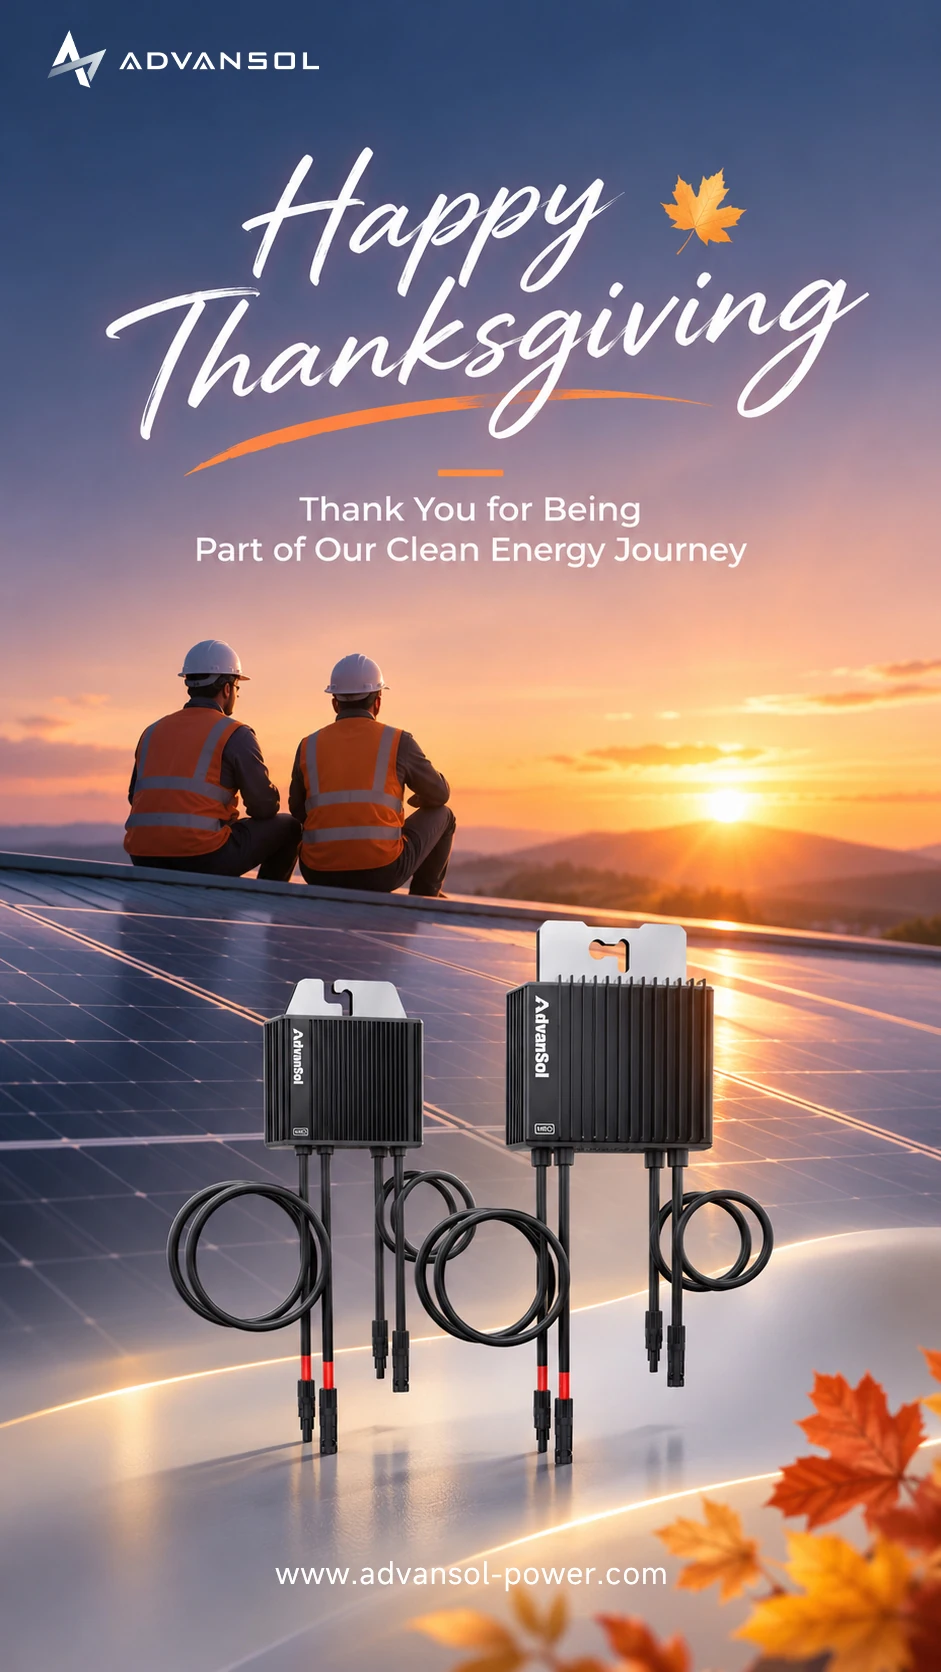 ADVANSOL
Happy
Thanksgiving
Thank You for Being
Part of Our Clean Energy Journey
AdvanSol
AdvanSol
www.advansol-power.com